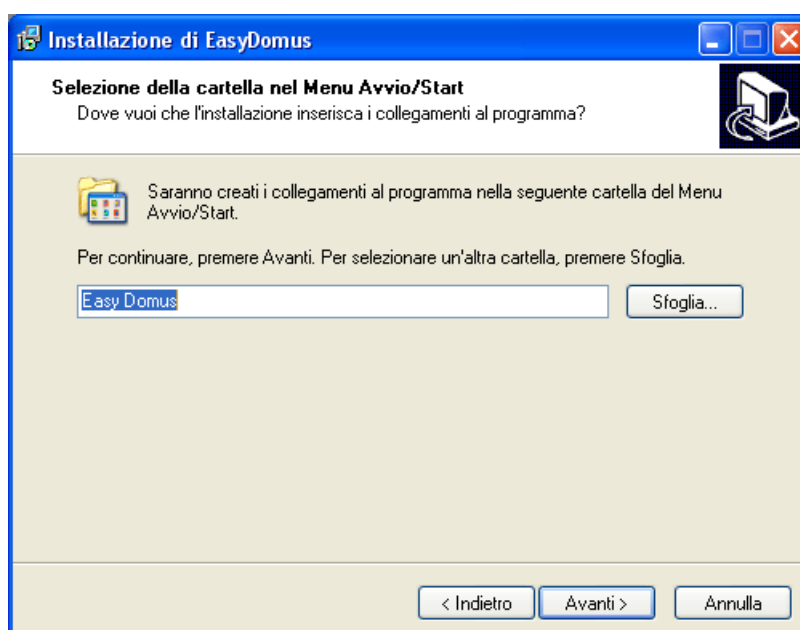 Installazione di EasyDomus
Selezione della cartella nel Menu Avvio/Start
Dove vuoi che l'installazione inserisca i collegamenti al programma?
Saranno creati i collegamenti al programma nella seguente cartella del Menu
Avvio/Start.
Per continuare, premere Avanti. Per selezionare un'altra cartella, premere Sfoglia.
Easy Domus
Sfoglia...
< Indietro
Avanti >
Annulla